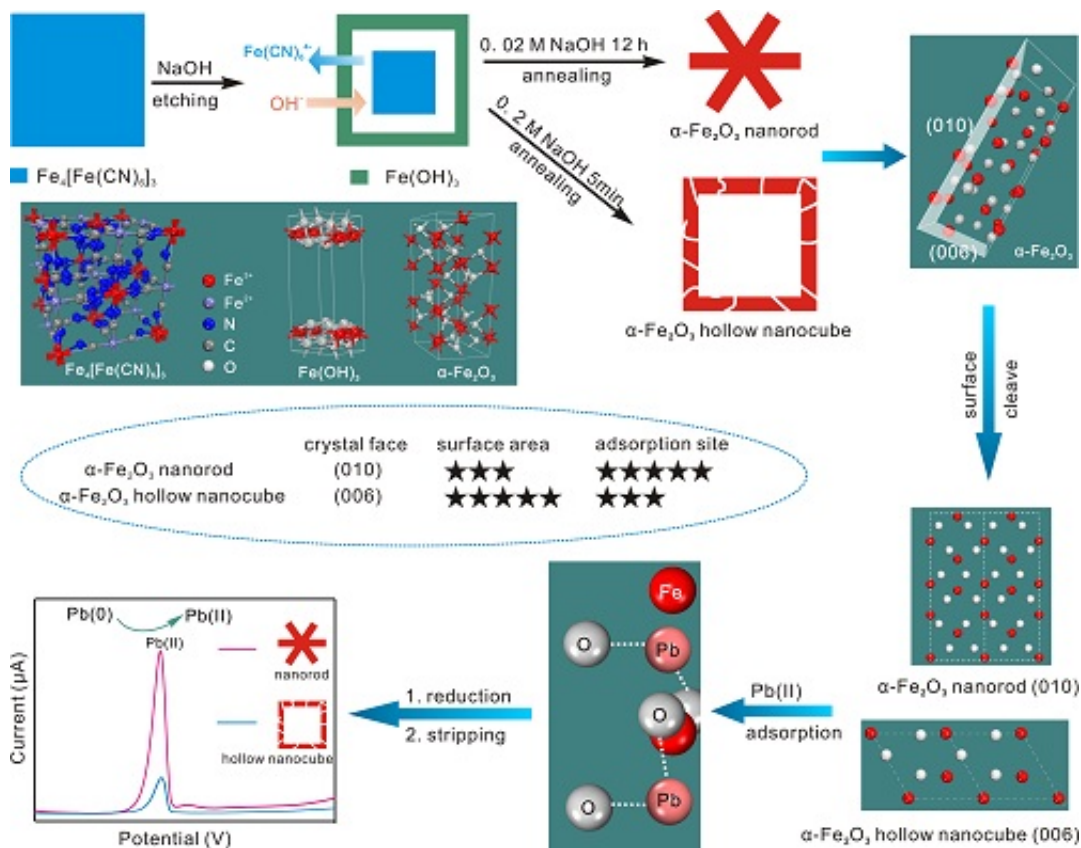 NaOH
etching
Fe(CN)₆⁴⁻
OH⁻
0. 02 M NaOH 12 h
annealing
0. 2 M NaOH 5min
annealing
α-Fe₂O₃ nanorod
α-Fe₂O₃ hollow nanocube
(010)
(006)
α-Fe₂O₃
Fe₄[Fe(CN)₆]₃
Fe(OH)₃
Fe³⁺
Fe²⁺
N
C
O
Fe₄[Fe(CN)₆]₃
Fe(OH)₃
α-Fe₂O₃
surface
cleave
crystal face surface area adsorption site
α-Fe₂O₃ nanorod (010) ★★★ ★★★★★
α-Fe₂O₃ hollow nanocube (006) ★★★★★ ★★★
α-Fe₂O₃ nanorod (010)
α-Fe₂O₃ hollow nanocube (006)
Pb(II)
adsorption
Fe
O
Pb
O
O
Pb
1. reduction
2. stripping
Pb(0)
Pb(II)
Pb(II)
nanorod
hollow nanocube
Current (μA)
Potential (V)